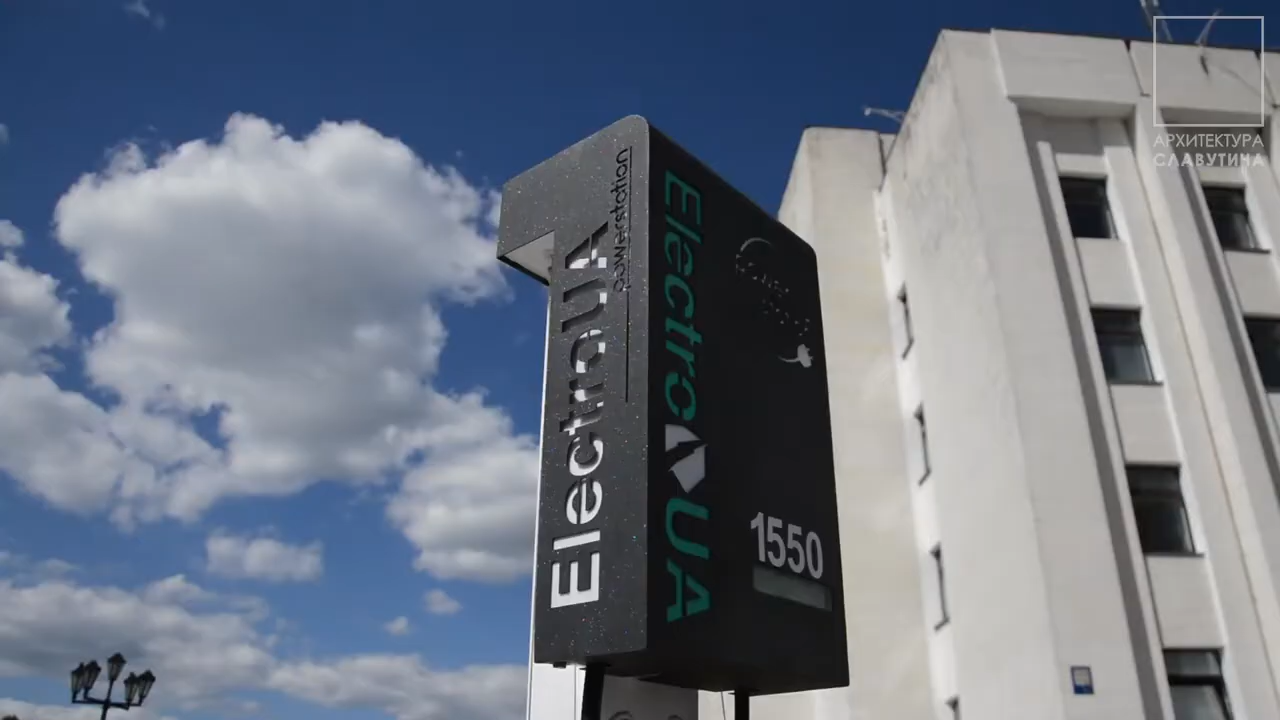 ElectroUA
powerstation
ElectroUA
1550
АРХИТЕКТУРА
СЛАВУТИЧА